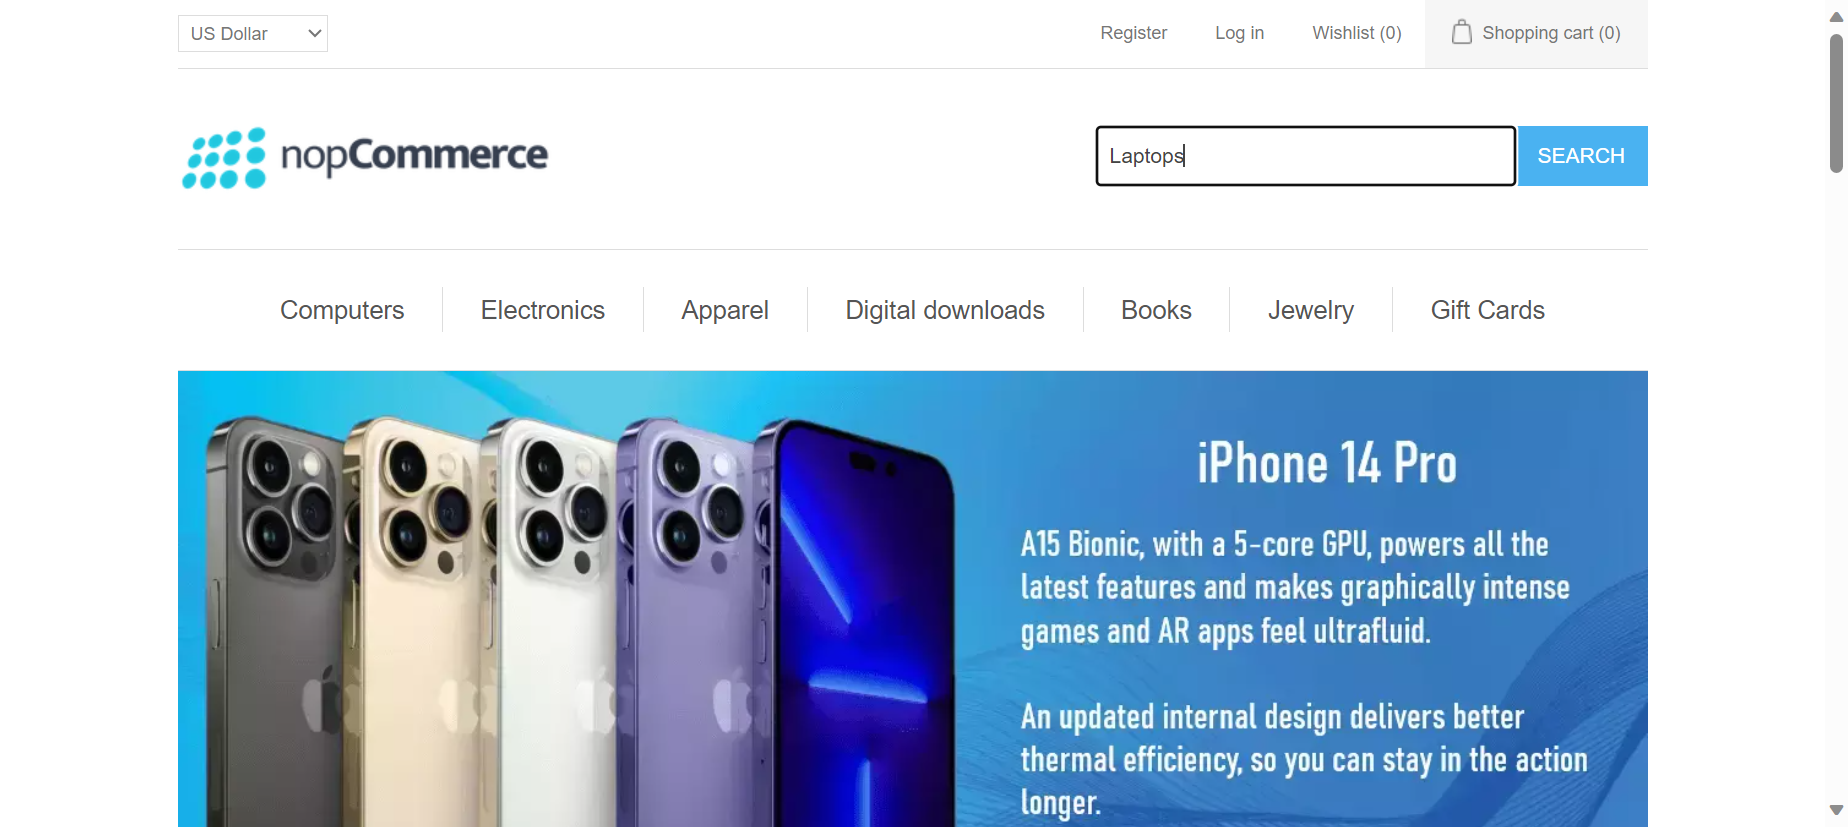 US Dollar
Register
Log in
Wishlist (0)
Shopping cart (0)
nopCommerce
Laptops
SEARCH
Computers
Electronics
Apparel
Digital downloads
Books
Jewelry
Gift Cards
iPhone 14 Pro
A15 Bionic, with a 5-core GPU, powers all the
latest features and makes graphically intense
games and AR apps feel ultrafluid.
An updated internal design delivers better
thermal efficiency, so you can stay in the action
longer.